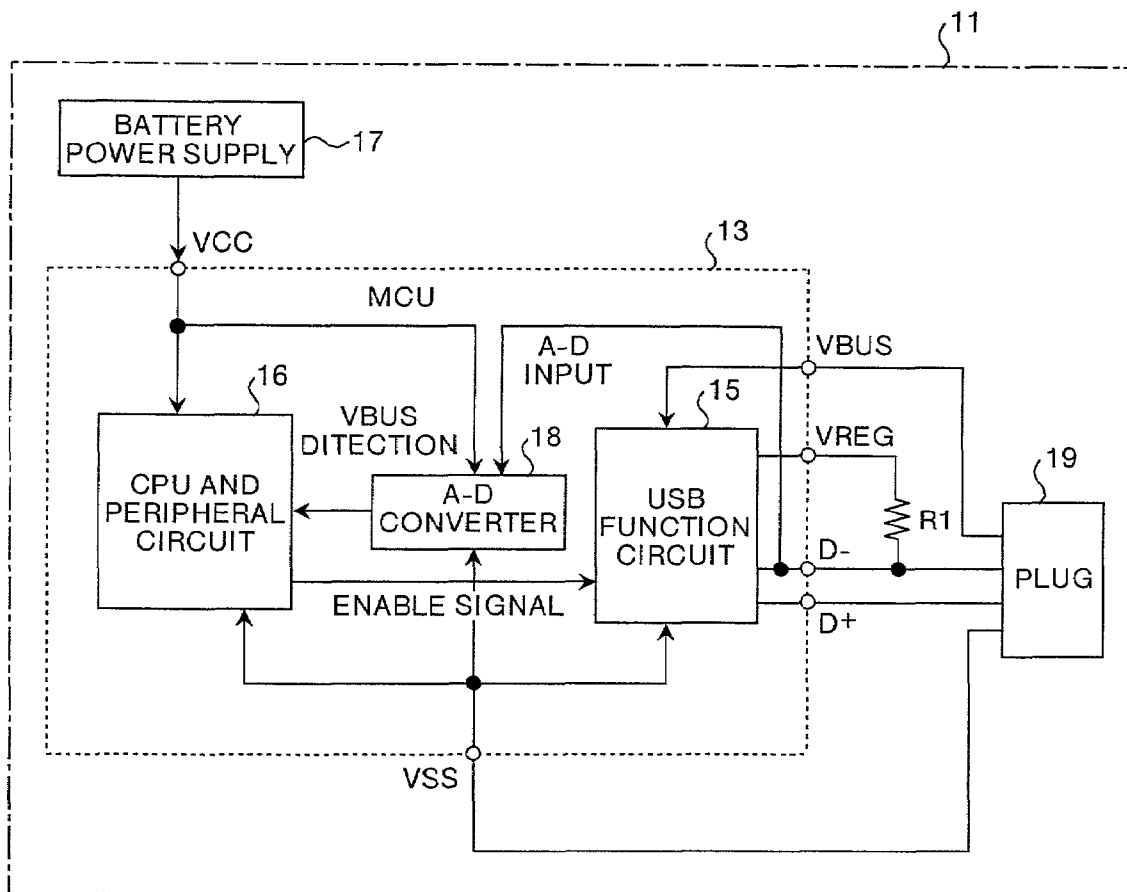 11
BATTERY
POWER SUPPLY
17
VCC
13
MCU
A-D
INPUT
VBUS
16
15
VBUS
DITECTION
18
VREG
19
CPU AND
PERIPHERAL
CIRCUIT
A-D
CONVERTER
USB
FUNCTION
CIRCUIT
R1
D-
PLUG
ENABLE SIGNAL
D+
VSS